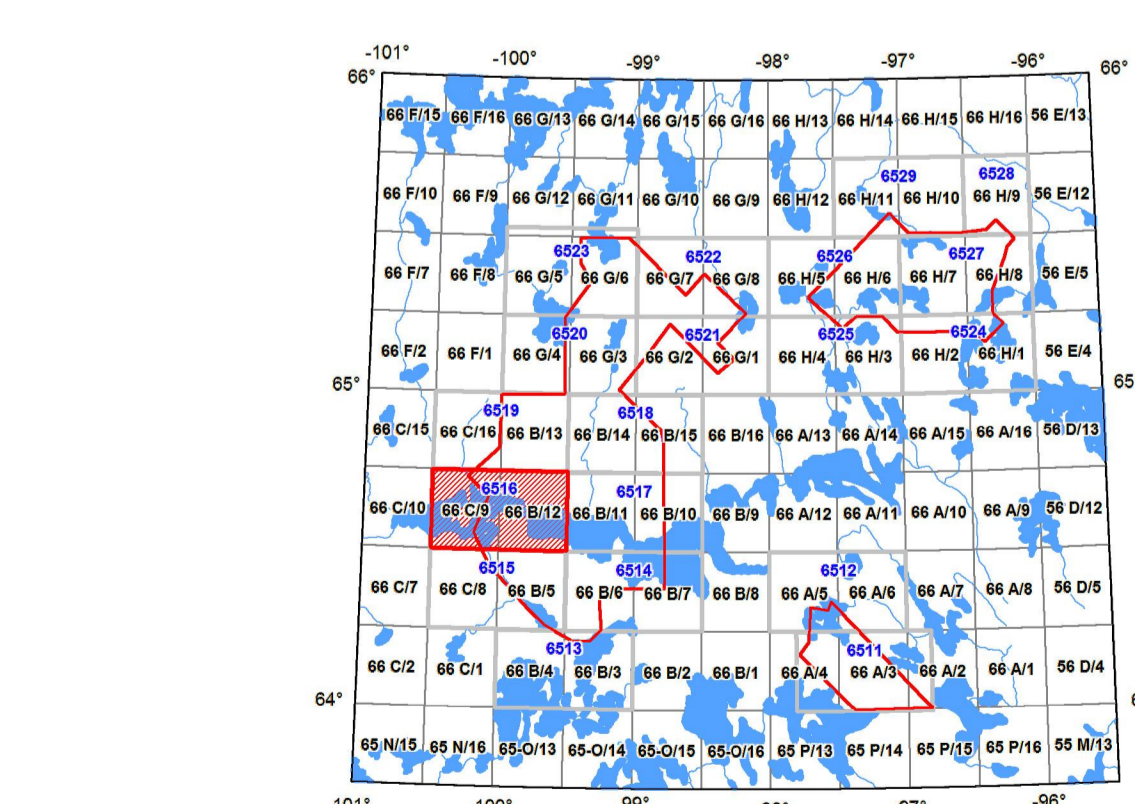 -101° -100° -99° -98° -97° -96°
66° 66°
66 F/15 66 F/16 66 G/13 66 G/14 66 G/15 66 G/16 66 H/13 66 H/14 66 H/15 66 H/16 56 E/13
6529 6528
66 F/10 66 F/9 66 G/12 66 G/11 66 G/10 66 G/9 66 H/12 66 H/11 66 H/10 66 H/9 56 E/12
6523 6522 6526 6527
66 F/7 66 F/8 66 G/5 66 G/6 66 G/7 66 G/8 66 H/5 66 H/6 66 H/7 66 H/8 56 E/5
6520 6521 6525 6524
66 F/2 66 F/1 66 G/4 66 G/3 66 G/2 66 G/1 66 H/4 66 H/3 66 H/2 66 H/1 56 E/4
65° 65
6519 6518
66 C/15 66 C/16 66 B/13 66 B/14 66 B/15 66 B/16 66 A/13 66 A/14 66 A/15 66 A/16 56 D/13
6516 6517
66 C/10 66 C/9 66 B/12 66 B/11 66 B/10 66 B/9 66 A/12 66 A/11 66 A/10 66 A/9 56 D/12
6515 6514 6512
66 C/7 66 C/8 66 B/5 66 B/6 66 B/7 66 B/8 66 A/5 66 A/6 66 A/7 66 A/8 56 D/5
6513 6511
66 C/2 66 C/1 66 B/4 66 B/3 66 B/2 66 B/1 66 A/4 66 A/3 66 A/2 66 A/1 56 D/4
64°
65 N/15 65 N/16 65-O/13 65-O/14 65-O/15 65-O/16 65 P/13 65 P/14 65 P/15 65 P/16 55 M/13